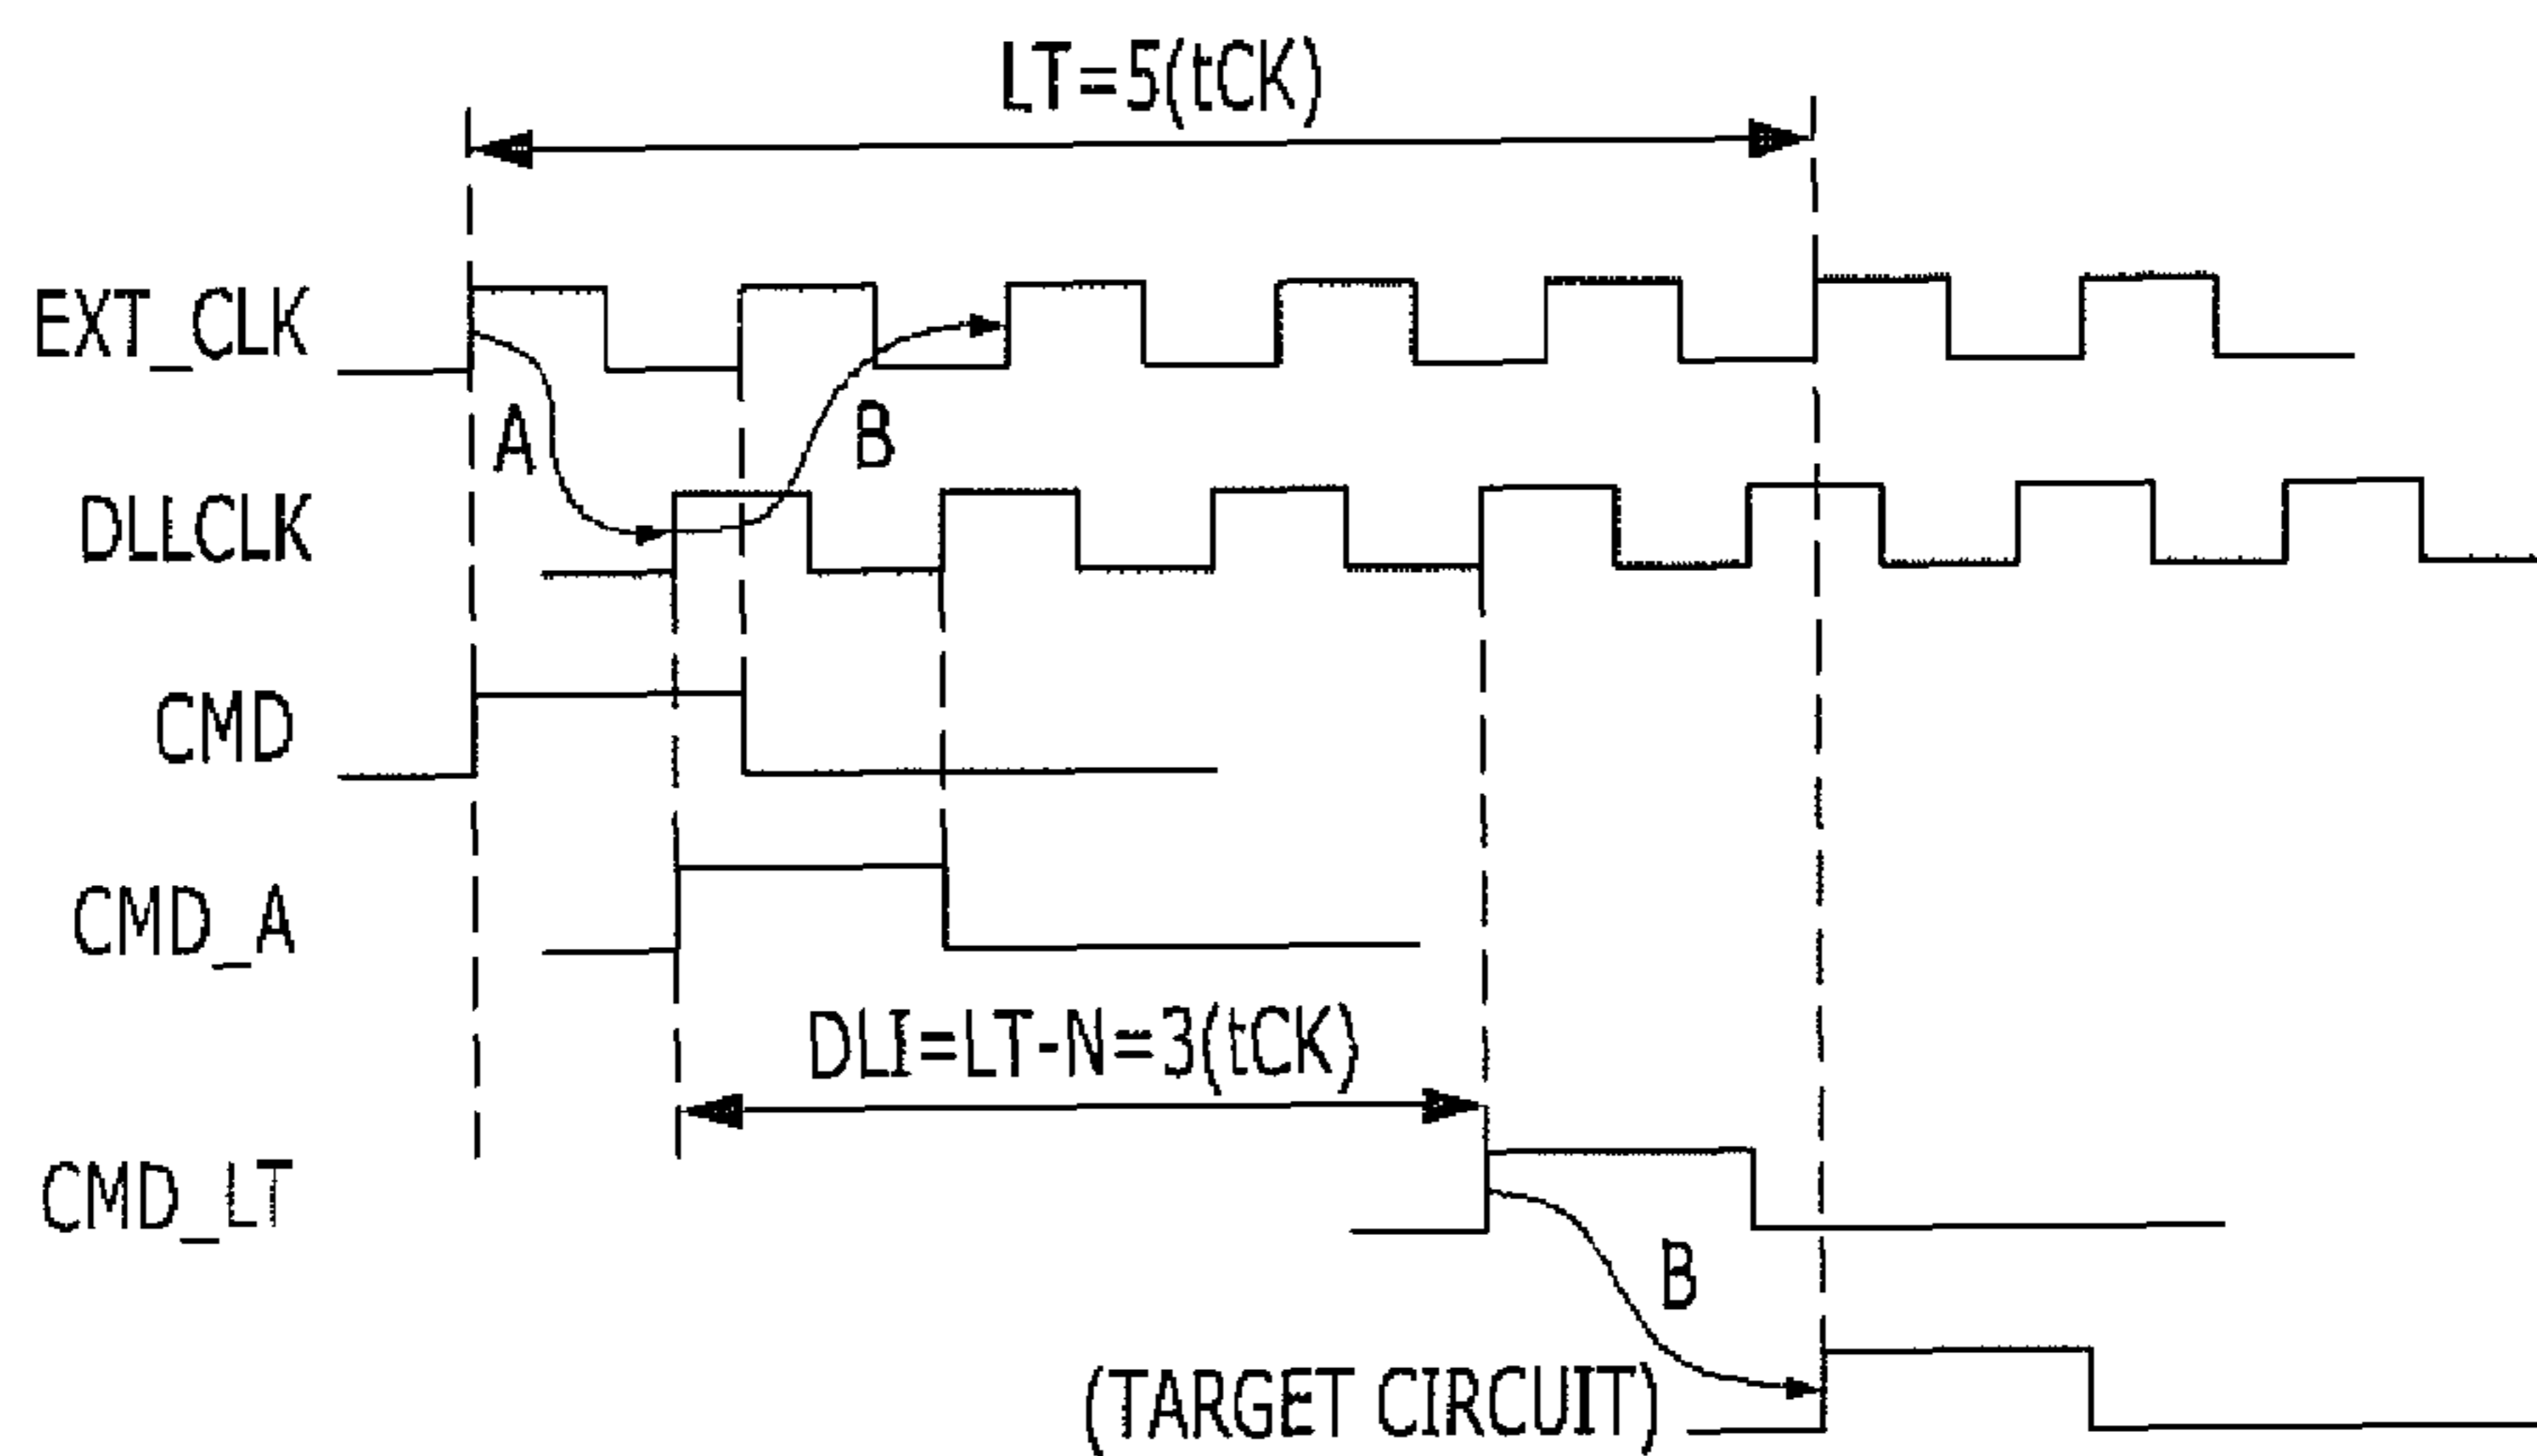 LT=5(tCK)
EXT_CLK
A
B
DLLCLK
CMD
CMD_A
DLI=LT-N=3(tCK)
CMD_LT
B
(TARGET CIRCUIT)